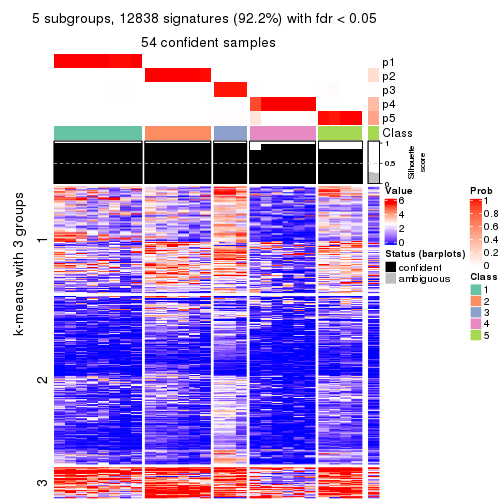 5 subgroups, 12838 signatures (92.2%) with fdr < 0.05
54 confident samples
p1
p2
p3
p4
p5
Class
1
0.5
0
Silhouette
score
k-means with 3 groups
1
2
3
Value
6
4
2
0
Status (barplots)
confident
ambiguous
Prob
1
0.8
0.6
0.4
0.2
0
Class
1
2
3
4
5